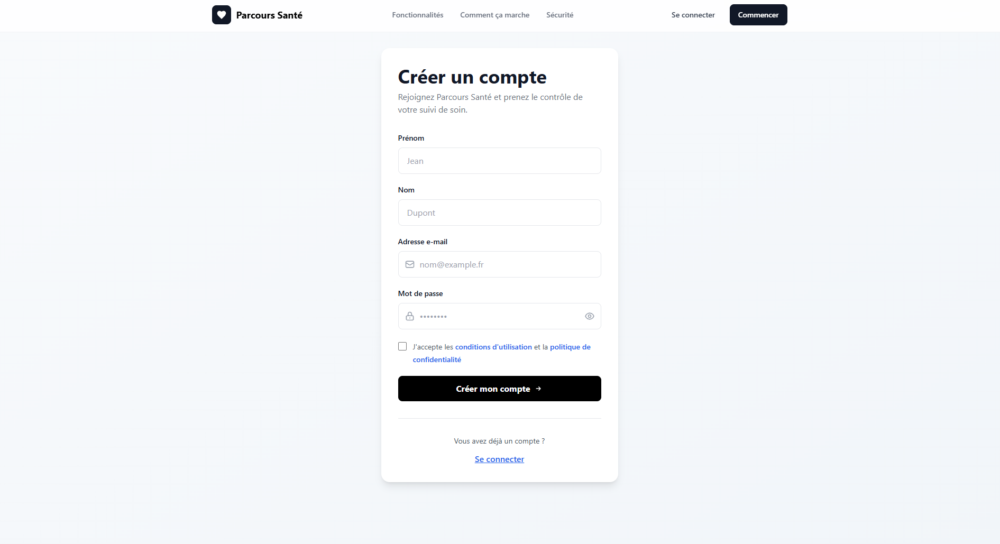 Parcours Santé
Fonctionnalités
Comment ça marche
Sécurité
Se connecter
Commencer
Créer un compte
Rejoignez Parcours Santé et prenez le contrôle de
votre suivi de soin.
Prénom
Jean
Nom
Dupont
Adresse e-mail
nom@example.fr
Mot de passe
••••••••
J'accepte les conditions d'utilisation et la politique de
confidentialité
Créer mon compte →
Vous avez déjà un compte ?
Se connecter